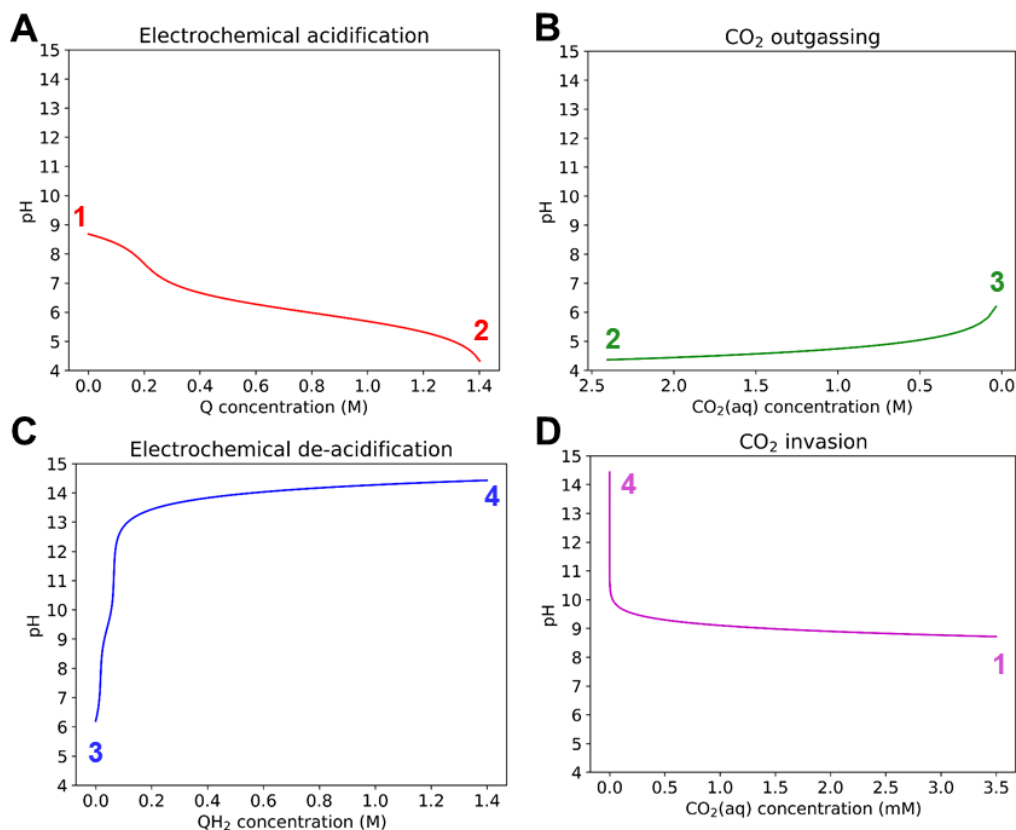 A
Electrochemical acidification
15
14
13
12
11
10
9
8
7
6
5
4
pH
1
2
0.0 0.2 0.4 0.6 0.8 1.0 1.2 1.4
Q concentration (M)
B
CO₂ outgassing
15
14
13
12
11
10
9
8
7
6
5
4
pH
3
2
2.5 2.0 1.5 1.0 0.5 0.0
CO₂(aq) concentration (M)
C
Electrochemical de-acidification
15
14
13
12
11
10
9
8
7
6
5
4
pH
4
3
0.0 0.2 0.4 0.6 0.8 1.0 1.2 1.4
QH₂ concentration (M)
D
CO₂ invasion
15
14
13
12
11
10
9
8
7
6
5
4
pH
4
1
0.0 0.5 1.0 1.5 2.0 2.5 3.0 3.5
CO₂(aq) concentration (mM)